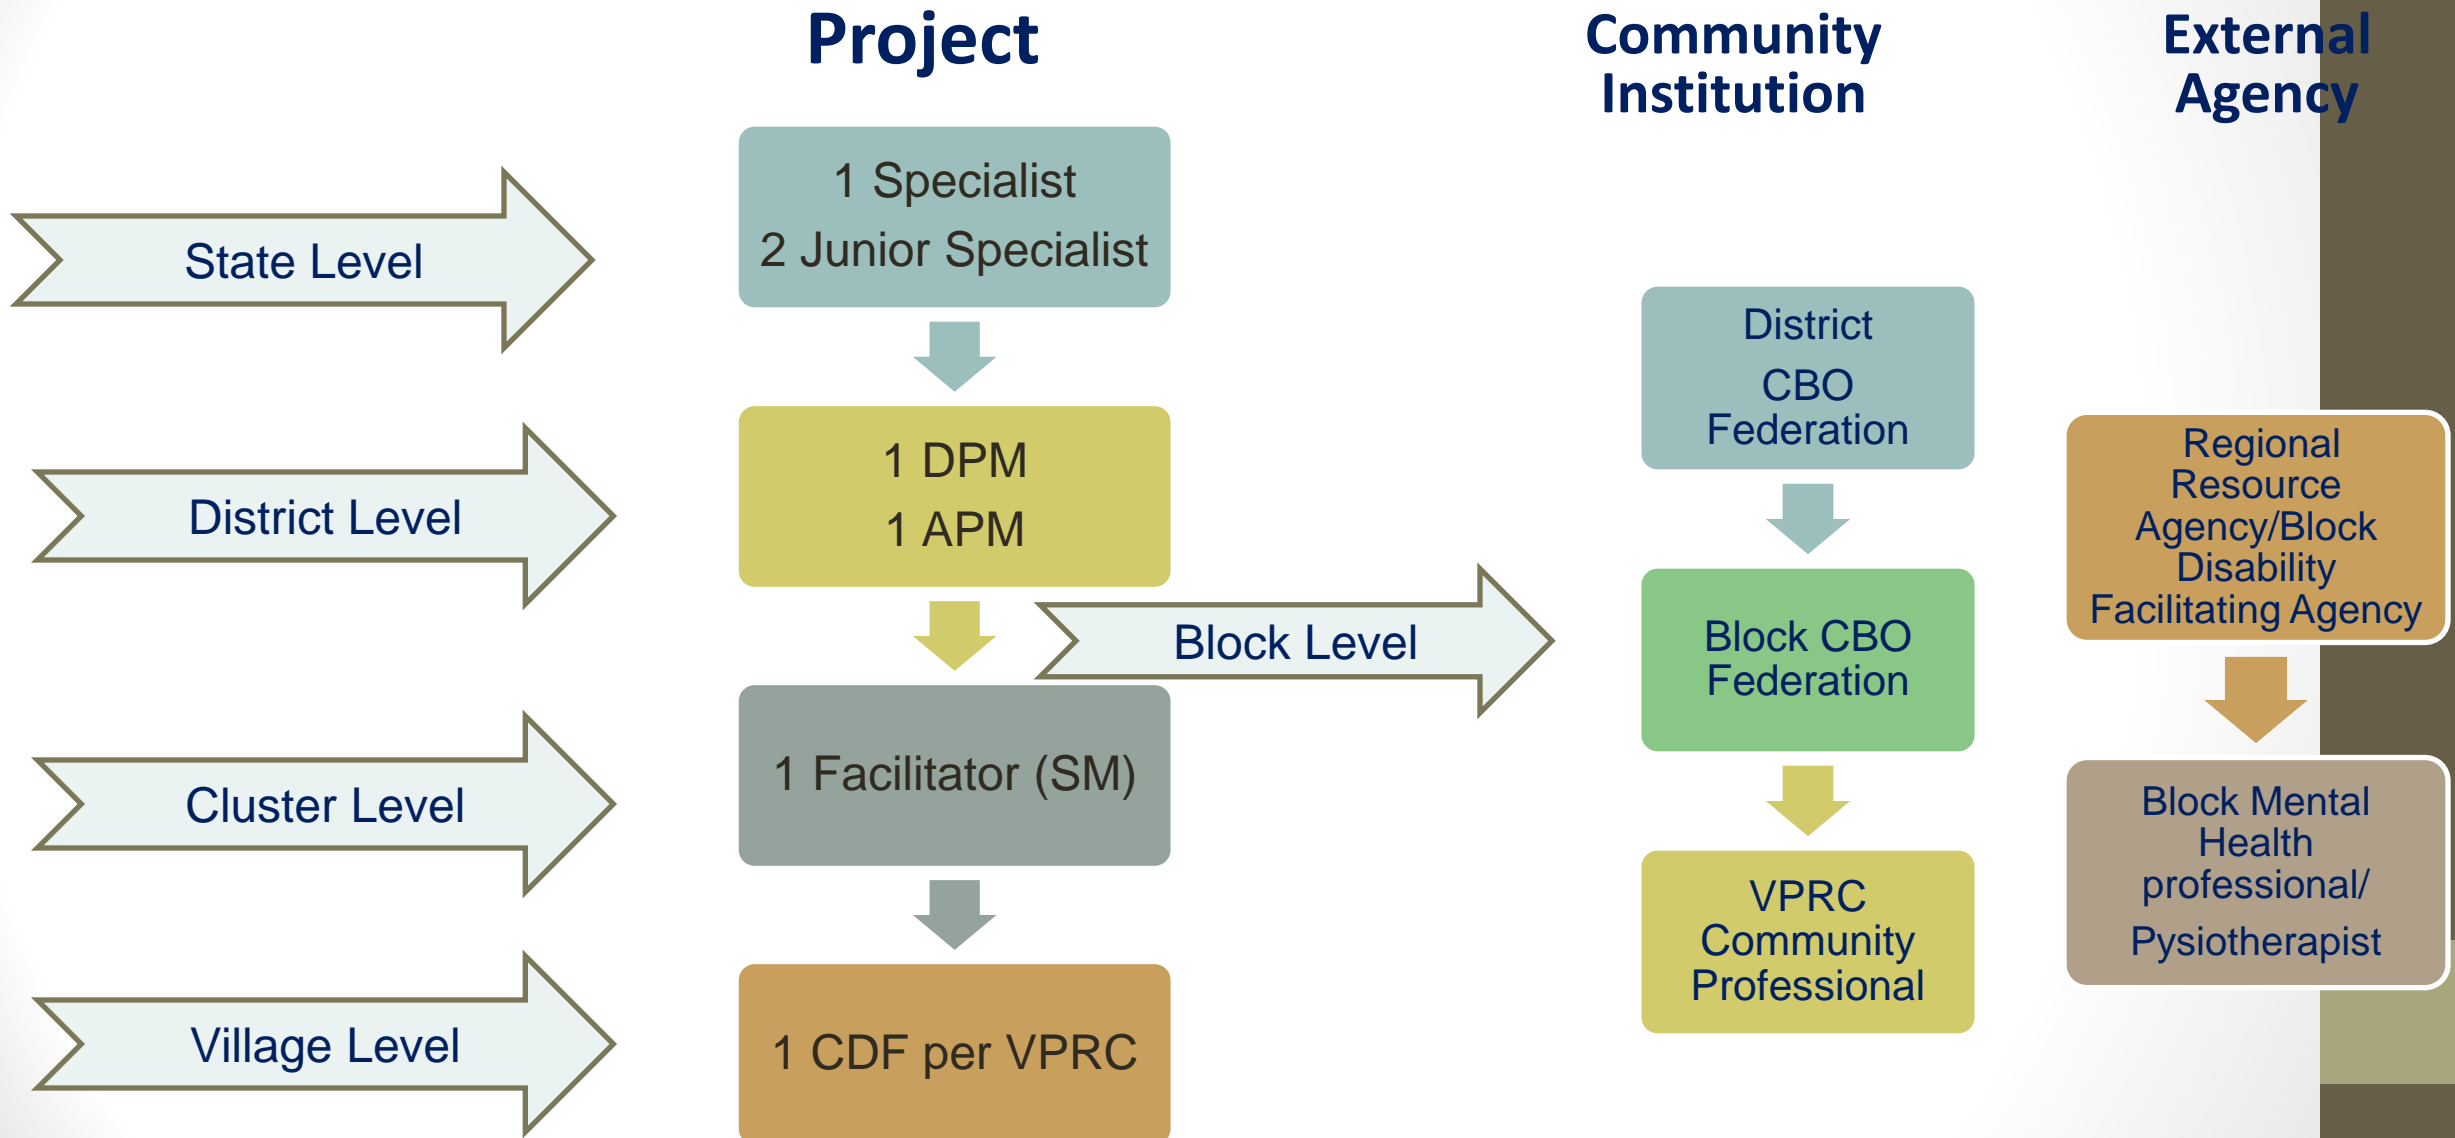 Project
Community
Institution
External
Agency
State Level
1 Specialist
2 Junior Specialist
District Level
1 DPM
1 APM
Cluster Level
1 Facilitator (SM)
Village Level
1 CDF per VPRC
Block Level
District
CBO
Federation
Block CBO
Federation
VPRC
Community
Professional
Regional
Resource
Agency/Block
Disability
Facilitating Agency
Block Mental
Health
professional/
Pysiotherapist